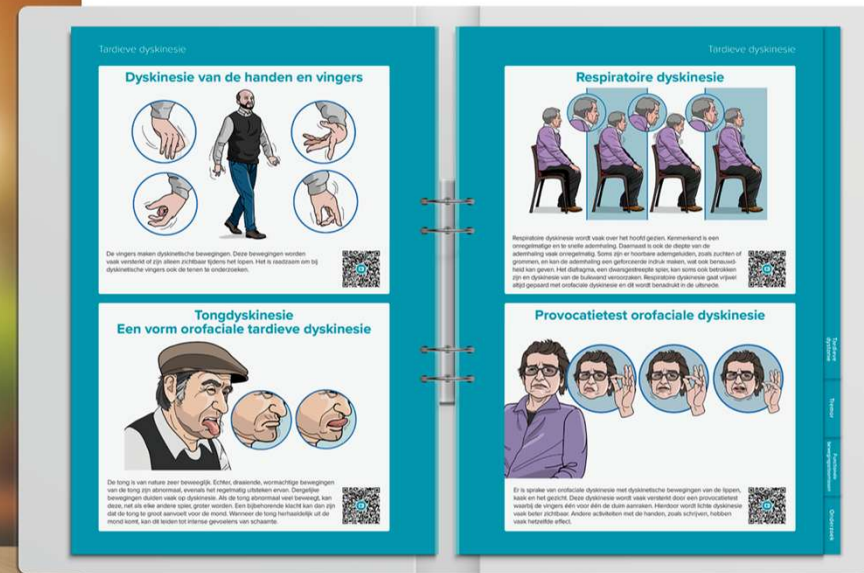 Tardieve dyskinesie
Dyskinesie van de handen en vingers
De vingers maken dyskinetische bewegingen. Deze bewegingen worden
vaak versterkt of zijn alleen zichtbaar tijdens het lopen. Het is raadzaam om bij
dyskinetische vingers ook de tenen te onderzoeken.
Tongdyskinesie
Een vorm orofaciale tardieve dyskinesie
De tong is van nature zeer beweeglijk. Echter, draaiende, wormachtige bewegingen
van de tong zijn abnormaal, evenals het regelmatig uitsteken ervan. Dergelijke
bewegingen duiden vaak op dyskinesie. Als de tong abnormaal veel beweegt, kan
deze, net als elke andere spier, groter worden. Een bijbehorende klacht kan dan zijn
dat de tong te groot aanvoelt voor de mond. Wanneer de tong herhaaldelijk uit de
mond komt, kan dit leiden tot intense gevoelens van schaamte.
Tardieve dyskinesie
Respiratoire dyskinesie
Respiratoire dyskinesie wordt vaak over het hoofd gezien. Kenmerkend is een
onregelmatige en te snelle ademhaling. Daarnaast is ook de diepte van de
ademhaling vaak onregelmatig. Soms zijn er hoorbare ademgeluiden, zoals zuchten of
grommen, en kan de ademhaling een geforceerde indruk maken, wat ook benauwd-
heid kan geven. Het diafragma, een dwarsgestreepte spier, kan soms ook betrokken
zijn en dyskinesie van de buikwand veroorzaken. Respiratoire dyskinesie gaat vrijwel
altijd gepaard met orofaciale dyskinesie en dit wordt benadrukt in de uitsnede.
Provocatietest orofaciale dyskinesie
Er is sprake van orofaciale dyskinesie met dyskinetische bewegingen van de lippen,
kaak en het gezicht. Deze dyskinesie wordt vaak versterkt door een provocatietest
waarbij de vingers één voor één de duim aanraken. Hierdoor wordt lichte dyskinesie
vaak beter zichtbaar. Andere activiteiten met de handen, zoals schrijven, hebben
vaak hetzelfde effect.
Tardieve
dystonie
Tremor
Functionele
bewegingsstoornissen
Onderzoek